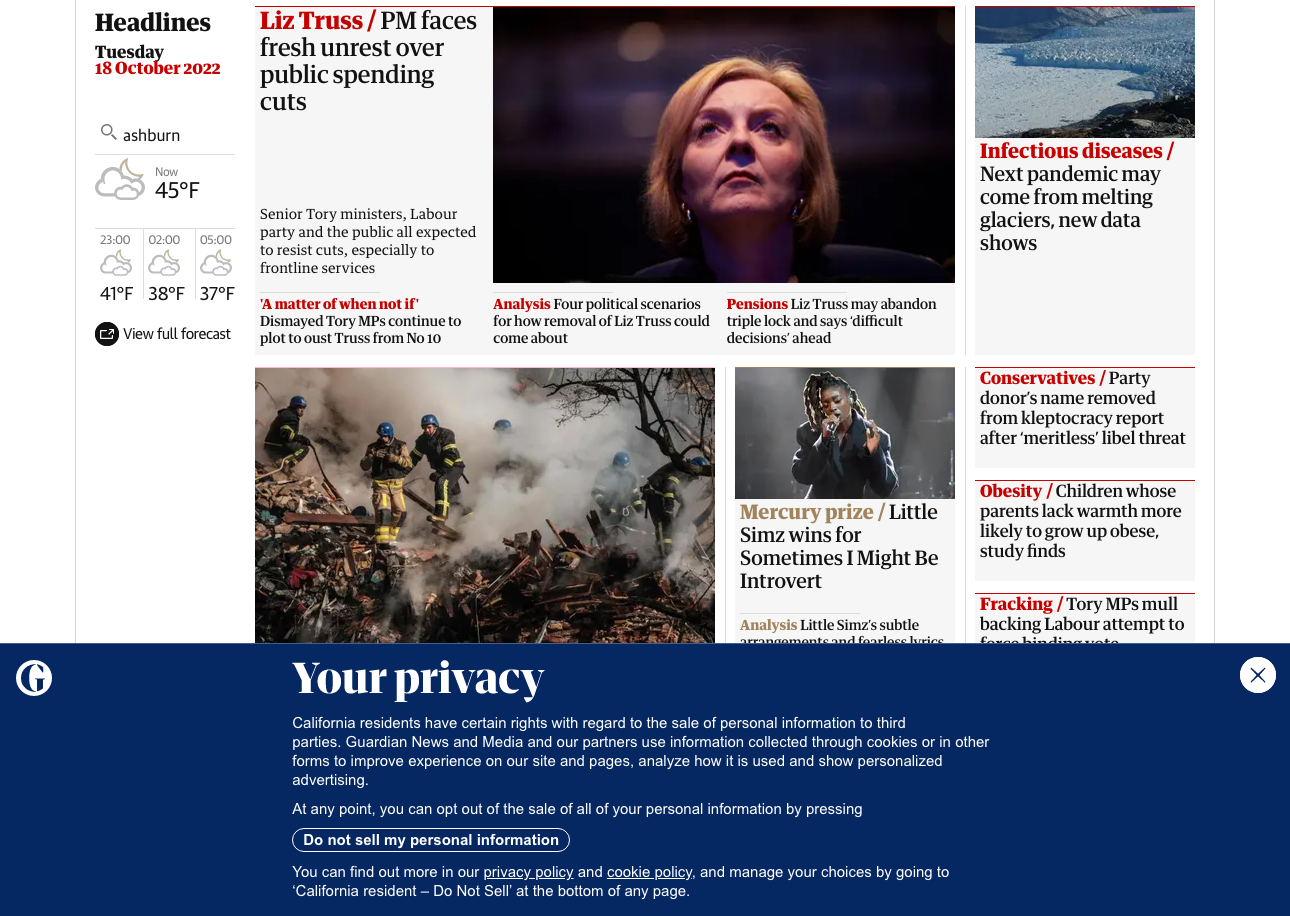 Headlines
Tuesday
18 October 2022
ashburn
Now
45°F
23:00
02:00
05:00
41°F
38°F
37°F
View full forecast
Liz Truss / PM faces
fresh unrest over
public spending
cuts
Senior Tory ministers, Labour
party and the public all expected
to resist cuts, especially to
frontline services
'A matter of when not if'
Dismayed Tory MPs continue to
plot to oust Truss from No 10
Analysis Four political scenarios
for how removal of Liz Truss could
come about
Pensions Liz Truss may abandon
triple lock and says ‘difficult
decisions’ ahead
Infectious diseases /
Next pandemic may
come from melting
glaciers, new data
shows
Mercury prize / Little
Simz wins for
Sometimes I Might Be
Introvert
Analysis Little Simz’s subtle
arrangements and fearless lyrics
Conservatives / Party
donor’s name removed
from kleptocracy report
after ‘meritless’ libel threat
Obesity / Children whose
parents lack warmth more
likely to grow up obese,
study finds
Fracking / Tory MPs mull
backing Labour attempt to
force binding vote
Your privacy
California residents have certain rights with regard to the sale of personal information to third
parties. Guardian News and Media and our partners use information collected through cookies or in other
forms to improve experience on our site and pages, analyze how it is used and show personalized
advertising.
At any point, you can opt out of the sale of all of your personal information by pressing
Do not sell my personal information
You can find out more in our privacy policy and cookie policy, and manage your choices by going to
‘California resident – Do Not Sell’ at the bottom of any page.